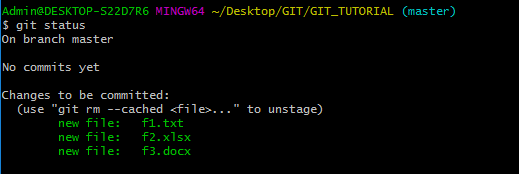 Admin@DESKTOP-S22D7R6 MINGW64 ~/Desktop/GIT/GIT_TUTORIAL (master)
$ git status
On branch master

No commits yet

Changes to be committed:
  (use "git rm --cached <file>..." to unstage)
        new file:   f1.txt
        new file:   f2.xlsx
        new file:   f3.docx